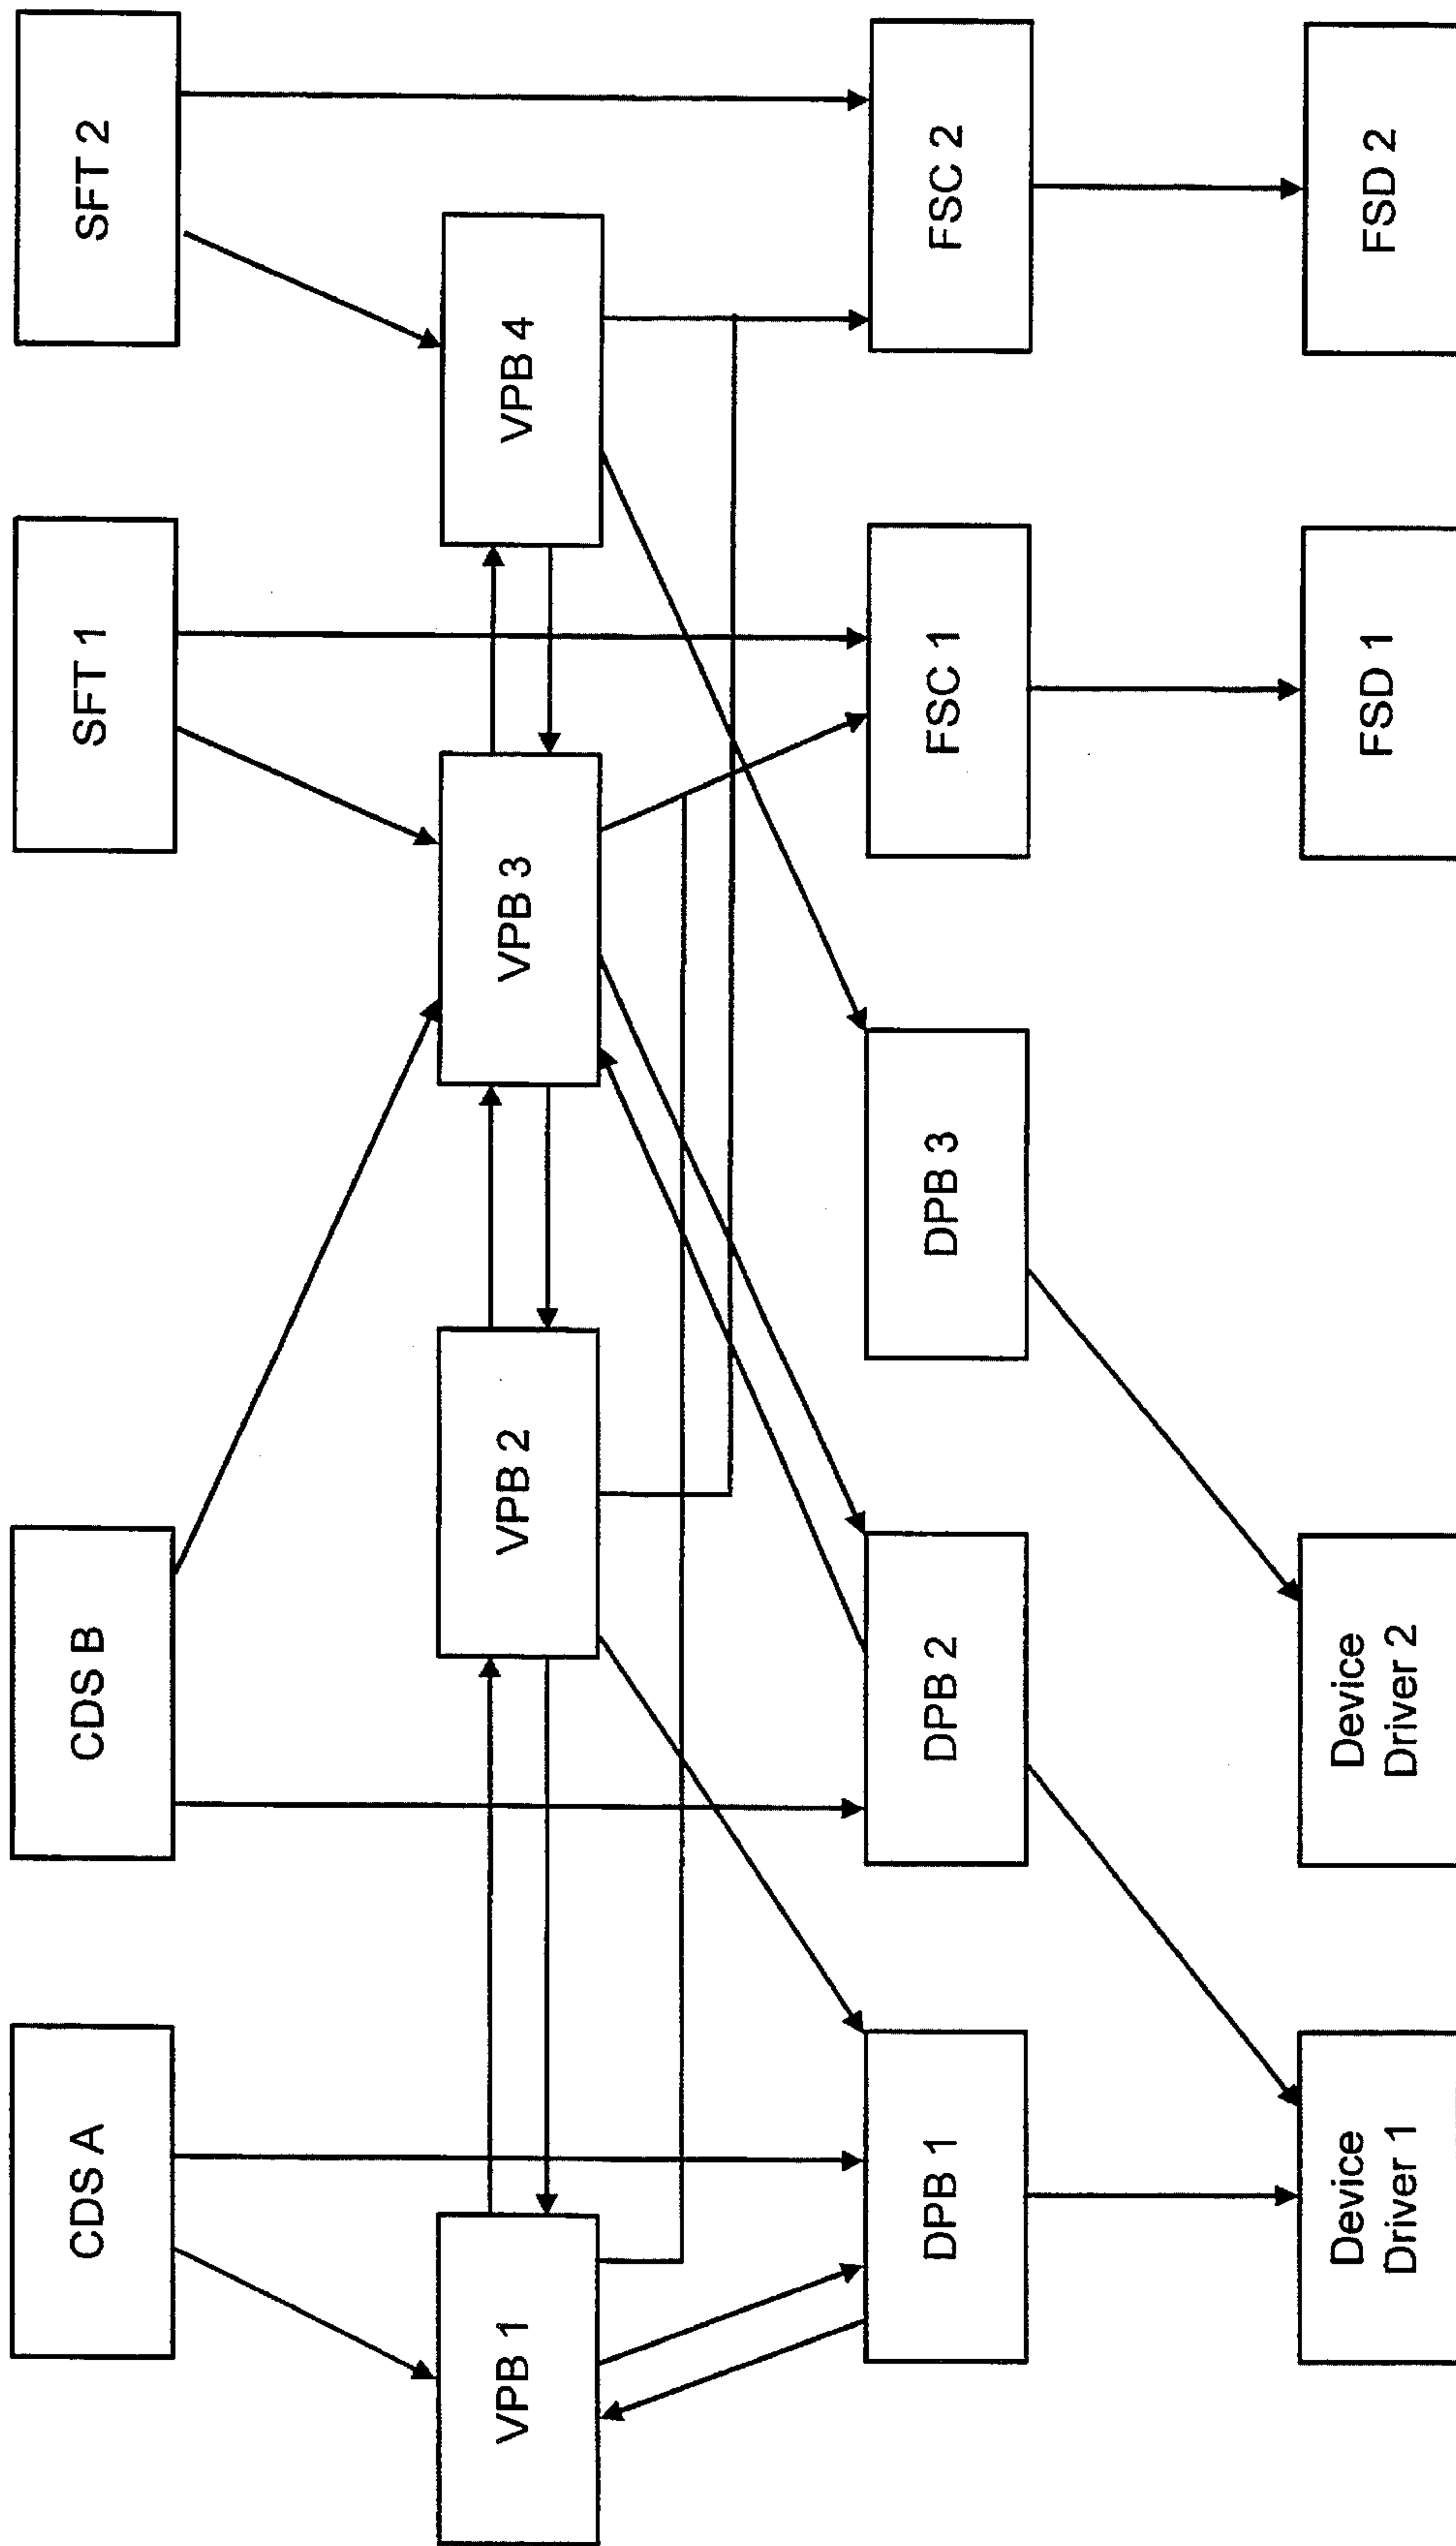 CDS A
CDS B
SFT 1
SFT 2
VPB 1
VPB 2
VPB 3
VPB 4
DPB 1
DPB 2
DPB 3
FSC 1
FSC 2
Device
Driver 1
Device
Driver 2
FSD 1
FSD 2